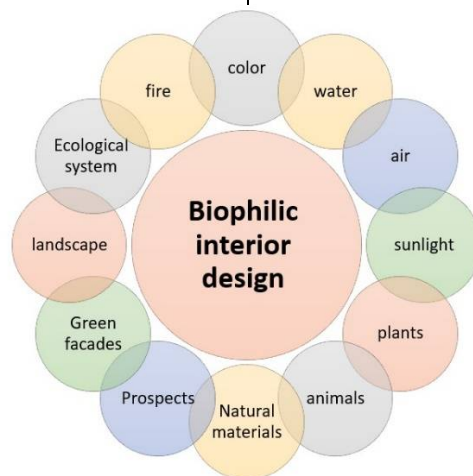 Biophilic
interior
design
color
water
air
sunlight
plants
animals
Natural
materials
Prospects
Green
facades
landscape
Ecological
system
fire